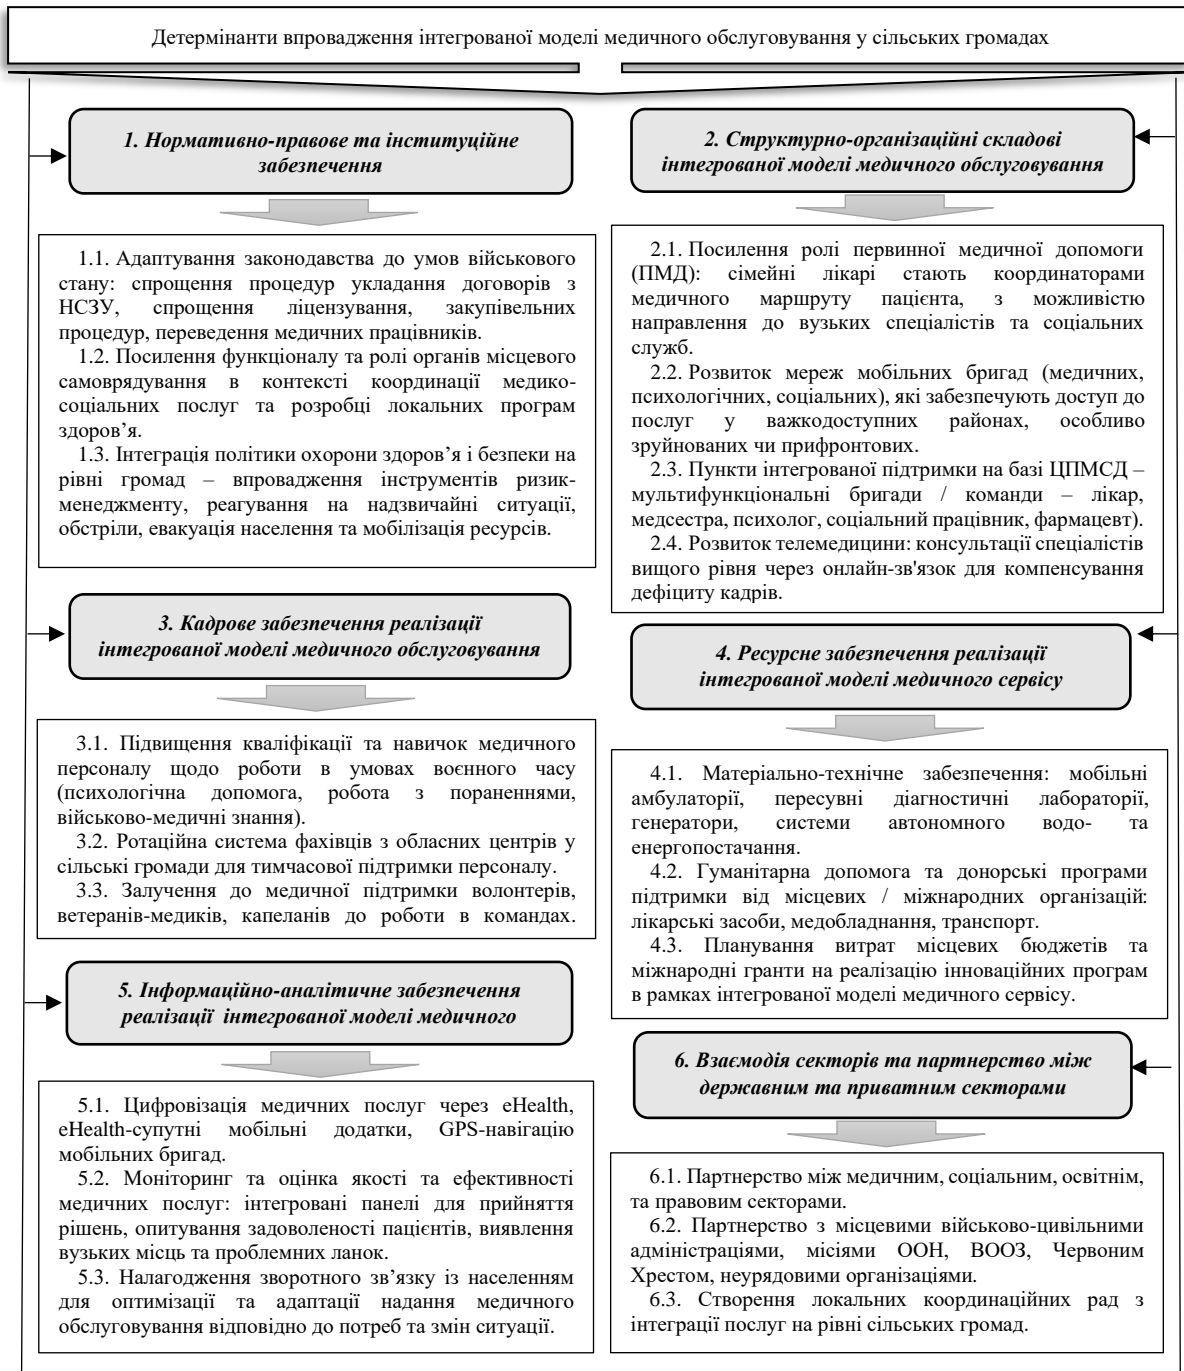 Детермінанти впровадження інтегрованої моделі медичного обслуговування у сільських громадах
1. Нормативно-правове та інституційне
забезпечення
1.1. Адаптування законодавства до умов військового
стану: спрощення процедур укладання договорів з
НСЗУ, спрощення ліцензування, закупівельних
процедур, переведення медичних працівників.
1.2. Посилення функціоналу та ролі органів місцевого
самоврядування в контексті координації медико-
соціальних послуг та розробці локальних програм
здоров’я.
1.3. Інтеграція політики охорони здоров’я і безпеки на
рівні громад – впровадження інструментів ризик-
менеджменту, реагування на надзвичайні ситуації,
обстріли, евакуація населення та мобілізація ресурсів.
2. Структурно-організаційні складові
інтегрованої моделі медичного обслуговування
2.1. Посилення ролі первинної медичної допомоги
(ПМД): сімейні лікарі стають координаторами
медичного маршруту пацієнта, з можливістю
направлення до вузьких спеціалістів та соціальних
служб.
2.2. Розвиток мереж мобільних бригад (медичних,
психологічних, соціальних), які забезпечують доступ до
послуг у важкодоступних районах, особливо
зруйнованих чи прифронтових.
2.3. Пункти інтегрованої підтримки на базі ЦПМСД –
мультифункціональні бригади / команди – лікар,
медсестра, психолог, соціальний працівник, фармацевт).
2.4. Розвиток телемедицини: консультації спеціалістів
вищого рівня через онлайн-зв'язок для компенсування
дефіциту кадрів.
3. Кадрове забезпечення реалізації
інтегрованої моделі медичного обслуговування
3.1. Підвищення кваліфікації та навичок медичного
персоналу щодо роботи в умовах воєнного часу
(психологічна допомога, робота з пораненнями,
військово-медичні знання).
3.2. Ротаційна система фахівців з обласних центрів у
сільські громади для тимчасової підтримки персоналу.
3.3. Залучення до медичної підтримки волонтерів,
ветеранів-медиків, капеланів до роботи в командах.
4. Ресурсне забезпечення реалізації
інтегрованої моделі медичного сервісу
4.1. Матеріально-технічне забезпечення: мобільні
амбулаторії, пересувні діагностичні лабораторії,
генератори, системи автономного водо- та
енергопостачання.
4.2. Гуманітарна допомога та донорські програми
підтримки від місцевих / міжнародних організацій:
лікарські засоби, медобладнання, транспорт.
4.3. Планування витрат місцевих бюджетів та
міжнародні гранти на реалізацію інноваційних програм
в рамках інтегрованої моделі медичного сервісу.
5. Інформаційно-аналітичне забезпечення
реалізації інтегрованої моделі медичного
5.1. Цифровізація медичних послуг через eHealth,
eHealth-супутні мобільні додатки, GPS-навігацію
мобільних бригад.
5.2. Моніторинг та оцінка якості та ефективності
медичних послуг: інтегровані панелі для прийняття
рішень, опитування задоволеності пацієнтів, виявлення
вузьких місць та проблемних ланок.
5.3. Налагодження зворотного зв’язку із населенням
для оптимізації та адаптації надання медичного
обслуговування відповідно до потреб та змін ситуації.
6. Взаємодія секторів та партнерство між
державним та приватним секторами
6.1. Партнерство між медичним, соціальним, освітнім,
та правовим секторами.
6.2. Партнерство з місцевими військово-цивільними
адміністраціями, місіями ООН, ВООЗ, Червоним
Хрестом, неурядовими організаціями.
6.3. Створення локальних координаційних рад з
інтеграції послуг на рівні сільських громад.